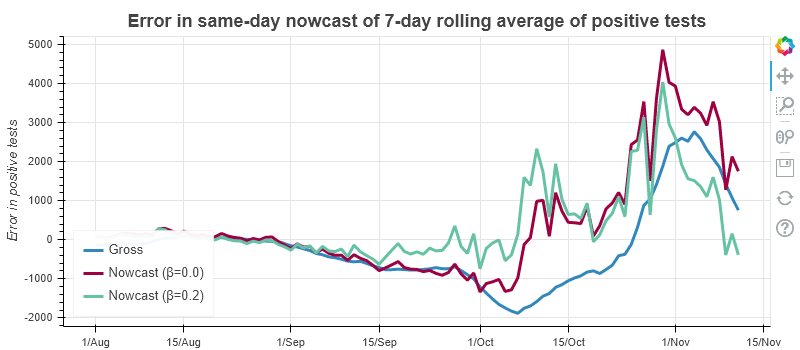 Error in same-day nowcast of 7-day rolling average of positive tests
Error in positive tests
5000
4000
3000
2000
1000
0
-1000
-2000
Gross
Nowcast (β=0.0)
Nowcast (β=0.2)
1/Aug 15/Aug 1/Sep 15/Sep 1/Oct 15/Oct 1/Nov 15/Nov